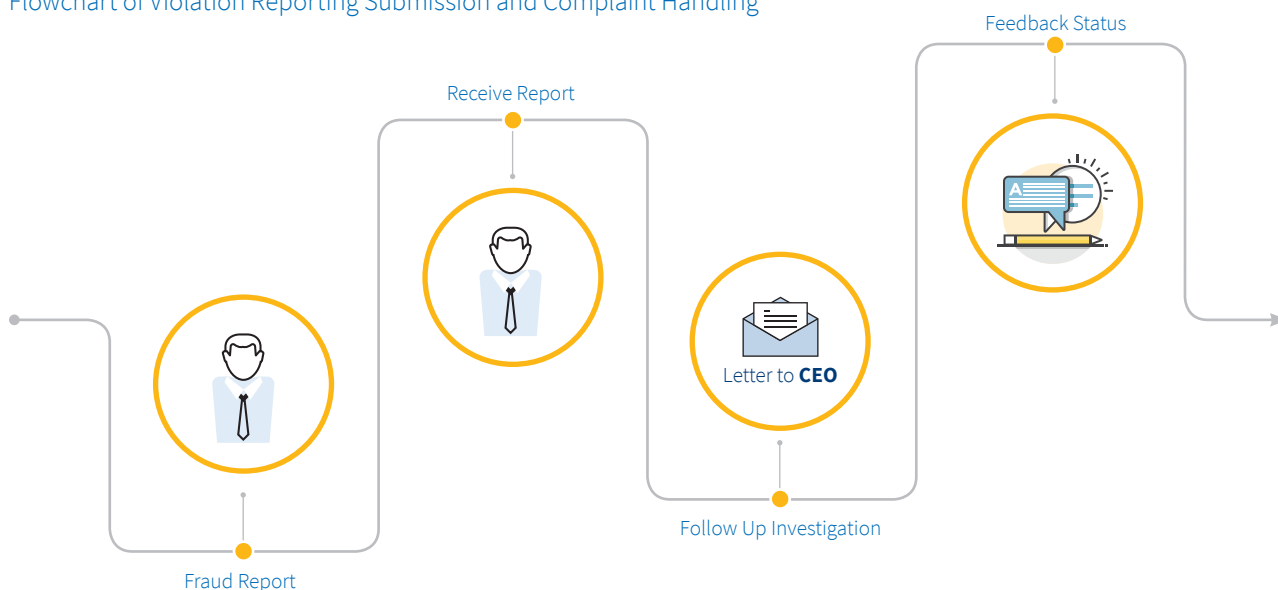 Flowchart of Violation Reporting Submission and Complaint Handling
Feedback Status
Receive Report
A
Letter to CEO
Follow Up Investigation
Fraud Report